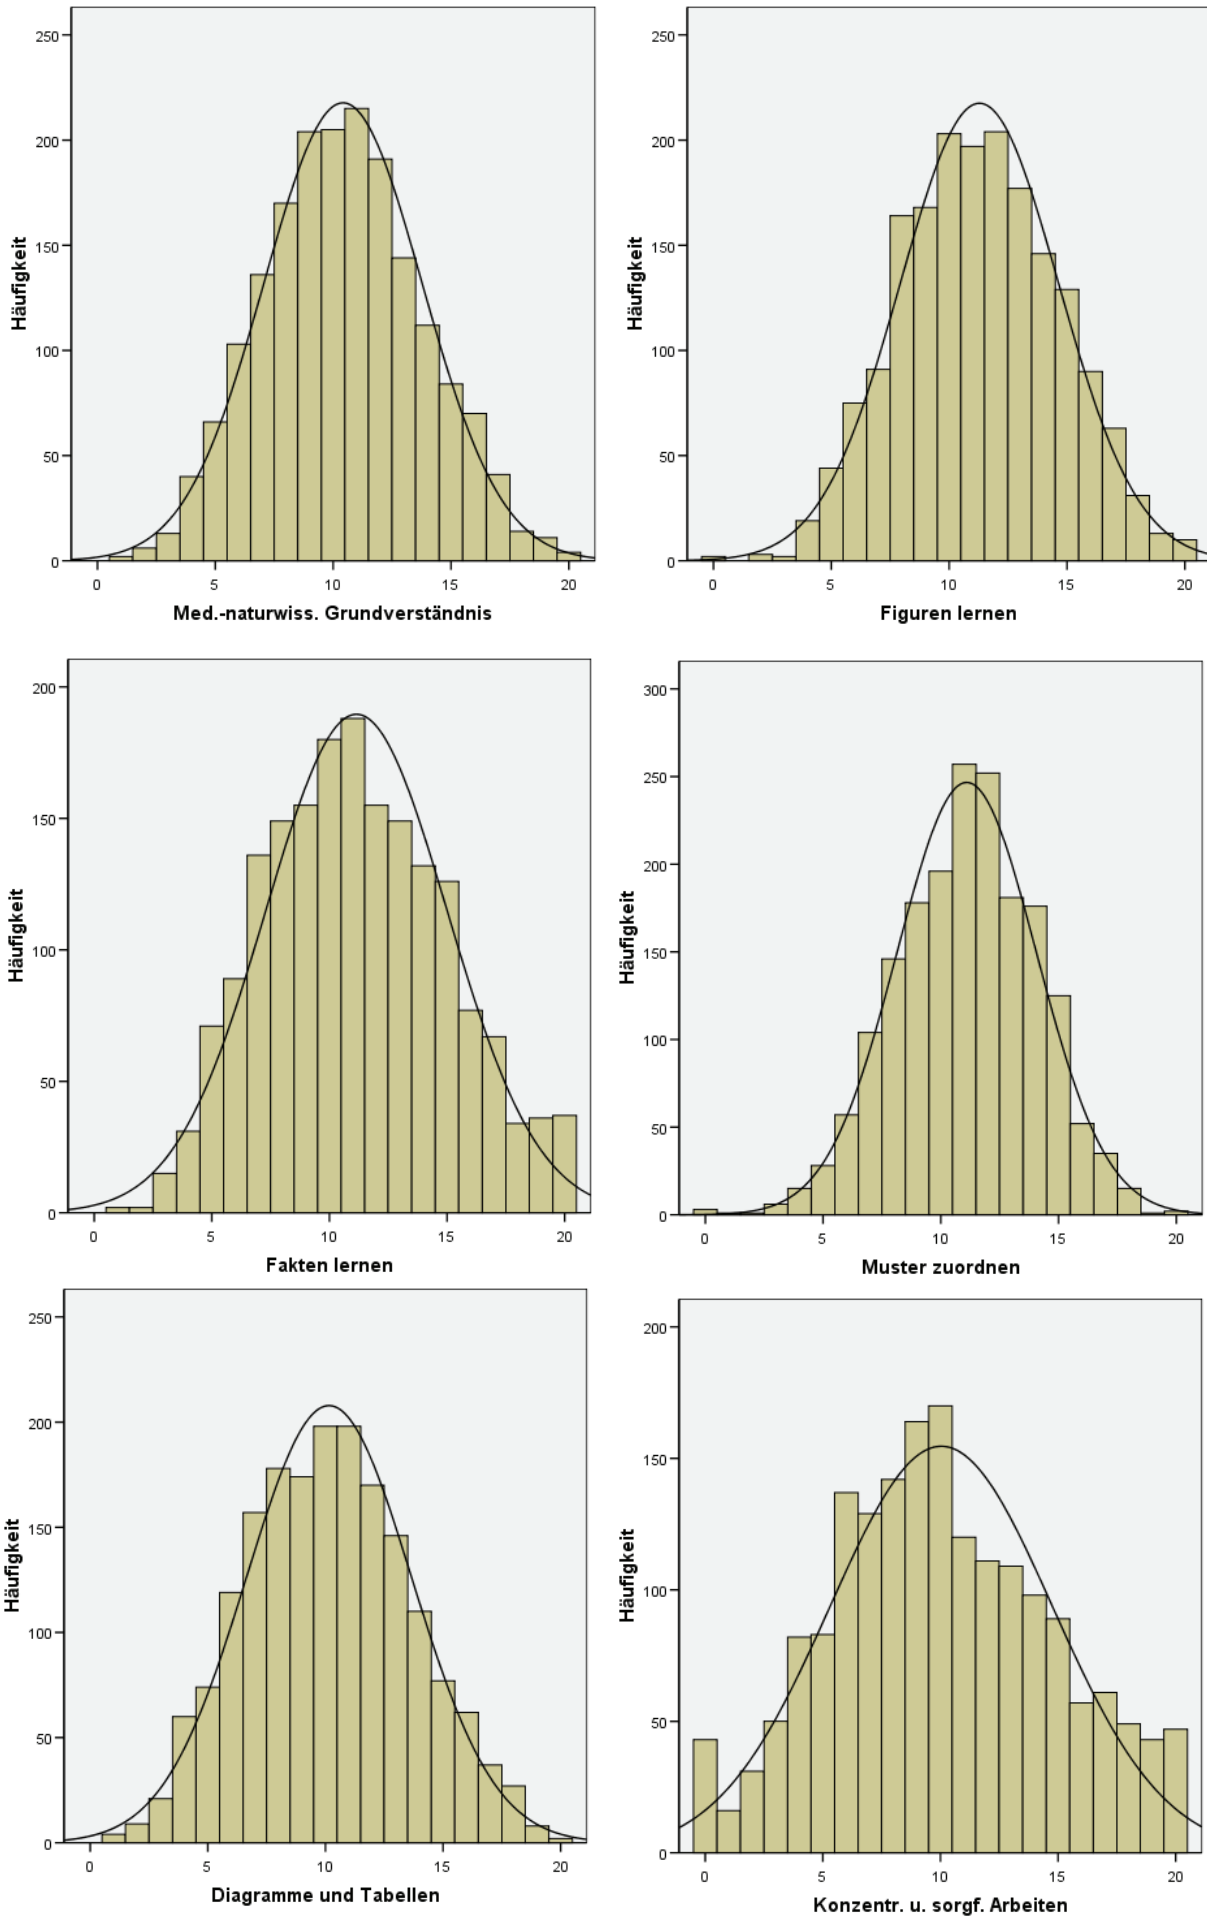 250
200
150
100
50
0
Häufigkeit
0 5 10 15 20
Med.-naturwiss. Grundverständnis
250
200
150
100
50
0
Häufigkeit
0 5 10 15 20
Figuren lernen
200
150
100
50
0
Häufigkeit
0 5 10 15 20
Fakten lernen
300
250
200
150
100
50
0
Häufigkeit
0 5 10 15 20
Muster zuordnen
250
200
150
100
50
0
Häufigkeit
0 5 10 15 20
Diagramme und Tabellen
200
150
100
50
0
Häufigkeit
0 5 10 15 20
Konzentr. u. sorgf. Arbeiten